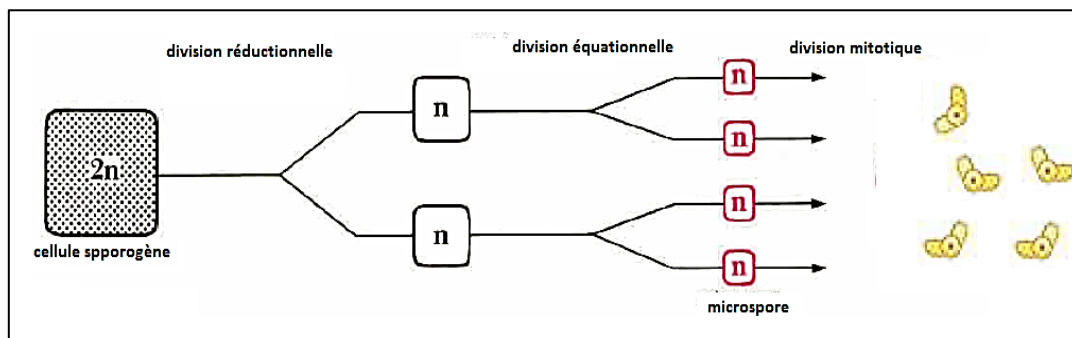 division réductionnelle
division équationnelle
division mitotique
2n
n
n
n
n
n
n
cellule spporogène
microspore